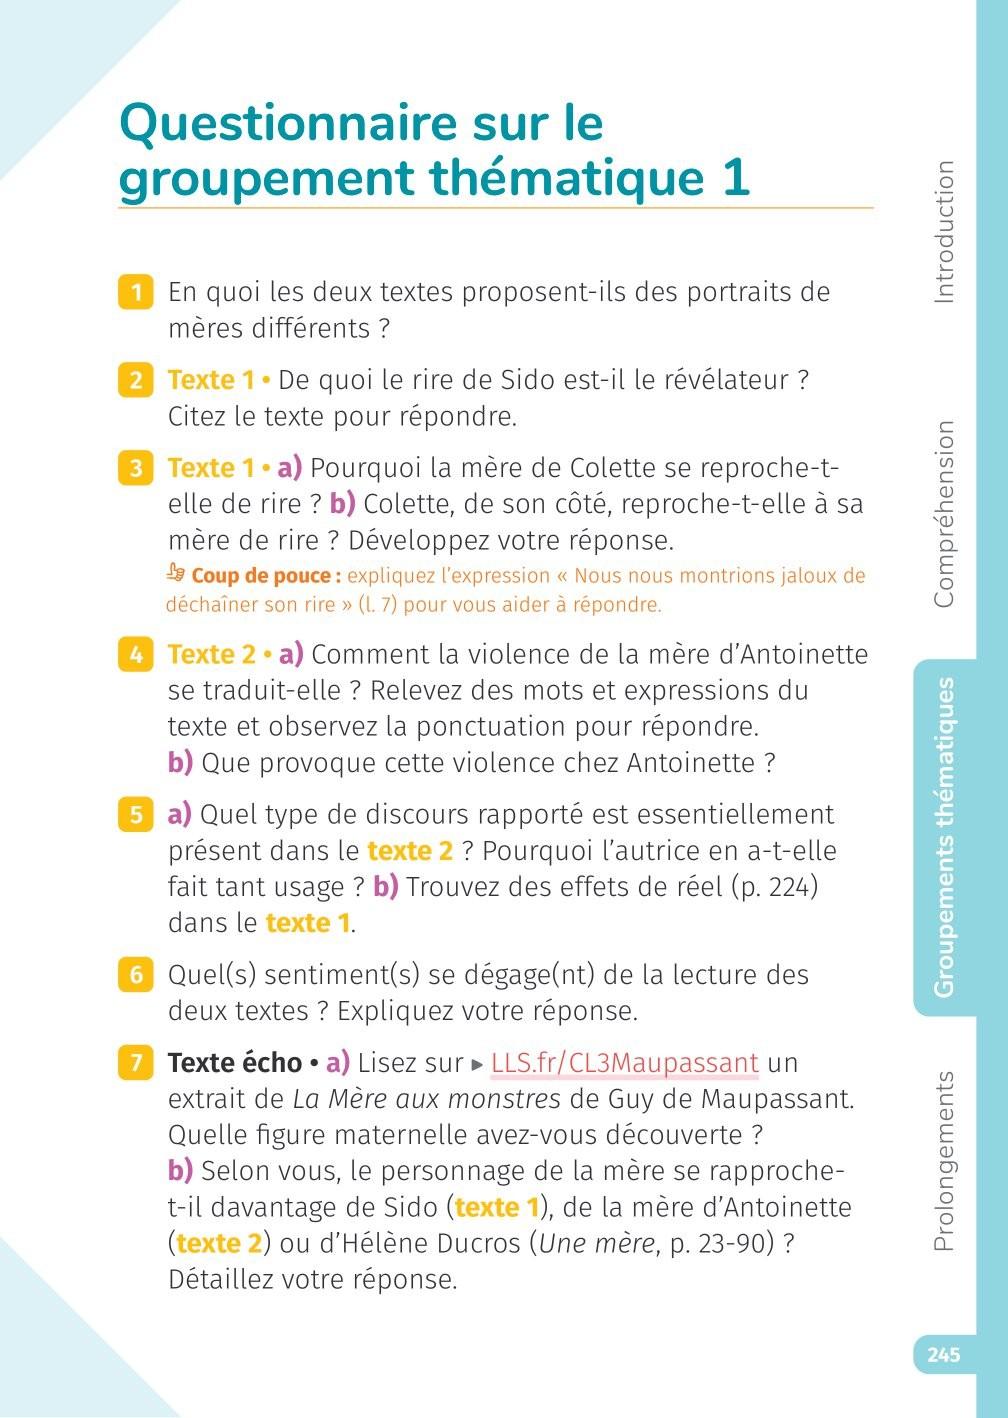 Questionnaire sur le
groupement thématique 1
1 En quoi les deux textes proposent-ils des portraits de
mères différents ?
2 Texte 1 • De quoi le rire de Sido est-il le révélateur ?
Citez le texte pour répondre.
3 Texte 1 • a) Pourquoi la mère de Colette se reproche-t-
elle de rire ? b) Colette, de son côté, reproche-t-elle à sa
mère de rire ? Développez votre réponse.
Coup de pouce : expliquez l'expression « Nous nous montrions jaloux de
déchaîner son rire » (l. 7) pour vous aider à répondre.
4 Texte 2 • a) Comment la violence de la mère d'Antoinette
se traduit-elle ? Relevez des mots et expressions du
texte et observez la ponctuation pour répondre.
b) Que provoque cette violence chez Antoinette ?
5 a) Quel type de discours rapporté est essentiellement
présent dans le texte 2 ? Pourquoi l'autrice en a-t-elle
fait tant usage ? b) Trouvez des effets de réel (p. 224)
dans le texte 1.
6 Quel(s) sentiment(s) se dégage(nt) de la lecture des
deux textes ? Expliquez votre réponse.
7 Texte écho • a) Lisez sur ▸ LLS.fr/CL3Maupassant un
extrait de La Mère aux monstres de Guy de Maupassant.
Quelle figure maternelle avez-vous découverte ?
b) Selon vous, le personnage de la mère se rapproche-
t-il davantage de Sido (texte 1), de la mère d'Antoinette
(texte 2) ou d'Hélène Ducros (Une mère, p. 23-90) ?
Détaillez votre réponse.
Introduction
Compréhension
Groupements thématiques
Prolongements
245